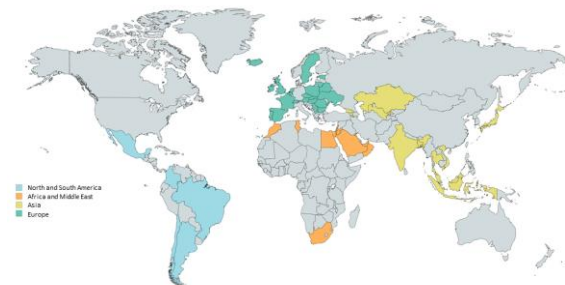 North and South America
Africa and Middle East
Asia
Europe